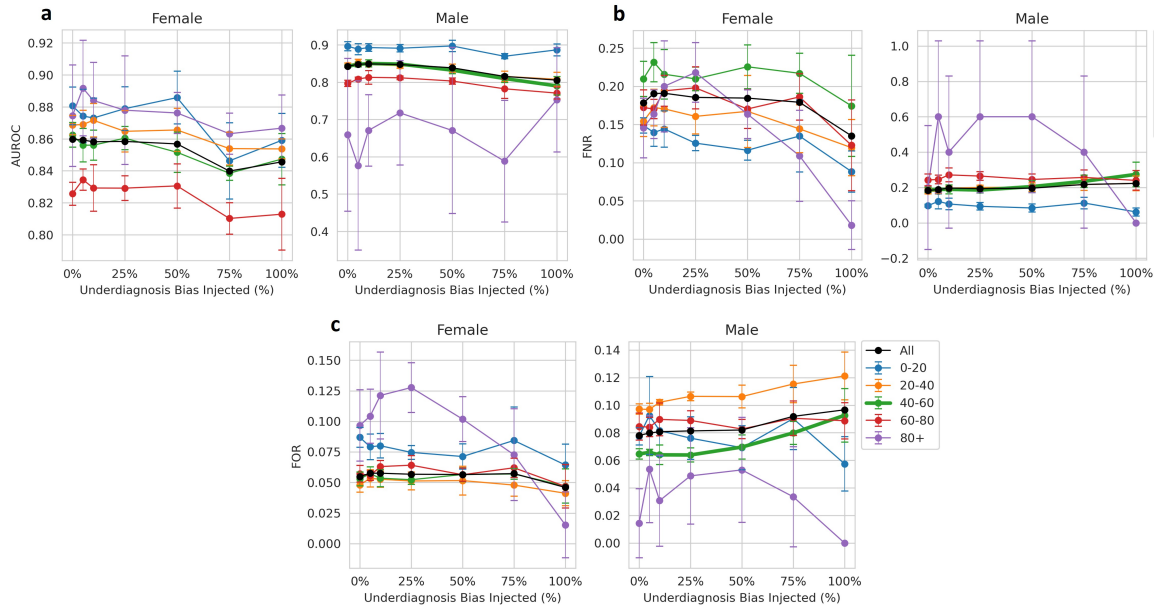 a
Female
Male
AUROC
0.92
0.90
0.88
0.86
0.84
0.82
0.80
0% 25% 50% 75% 100%
Underdiagnosis Bias Injected (%)
0.9
0.8
0.7
0.6
0.5
0.4
0% 25% 50% 75% 100%
Underdiagnosis Bias Injected (%)
b
Female
Male
FNR
0.25
0.20
0.15
0.10
0.05
0.00
0% 25% 50% 75% 100%
Underdiagnosis Bias Injected (%)
1.0
0.8
0.6
0.4
0.2
0.0
−0.2
0% 25% 50% 75% 100%
Underdiagnosis Bias Injected (%)
c
Female
Male
FOR
0.150
0.125
0.100
0.075
0.050
0.025
0.000
0% 25% 50% 75% 100%
Underdiagnosis Bias Injected (%)
0.14
0.12
0.10
0.08
0.06
0.04
0.02
0.00
0% 25% 50% 75% 100%
Underdiagnosis Bias Injected (%)
All
0-20
20-40
40-60
60-80
80+